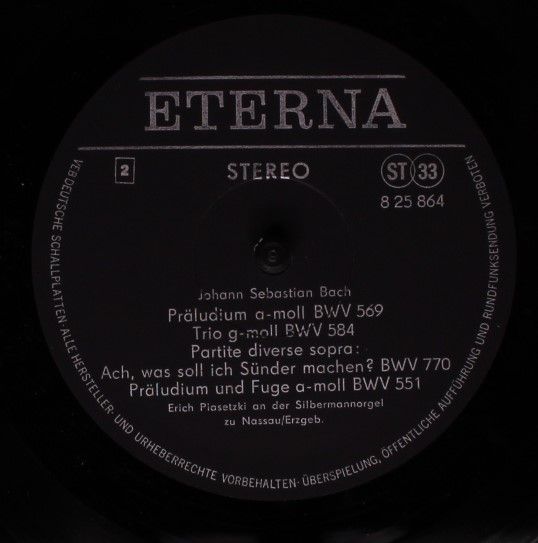 ETERNA
2
STEREO
ST 33
8 25 864
Johann Sebastian Bach
Präludium a-moll BWV 569
Trio g-moll BWV 584
Partite diverse sopra:
Ach, was soll ich Sünder machen? BWV 770
Präludium und Fuge a-moll BWV 551
Erich Piasetzki an der Silbermannorgel
zu Nassau/Erzgeb.
VEB DEUTSCHE SCHALLPLATTEN ALLE HERSTELLER- UND URHEBERRECHTE VORBEHALTEN · ÜBERSPIELUNG, ÖFFENTLICHE AUFFÜHRUNG UND RUNDFUNKSENDUNG VERBOTEN